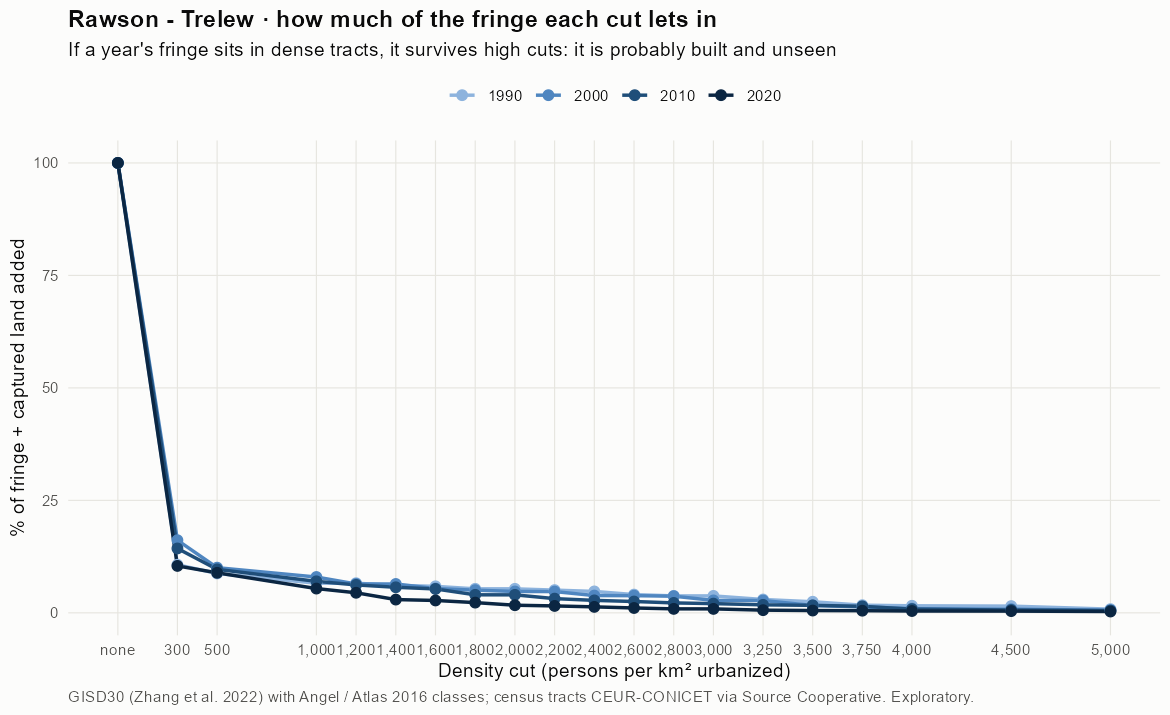 Rawson - Trelew · how much of the fringe each cut lets in
If a year's fringe sits in dense tracts, it survives high cuts: it is probably built and unseen
1990 2000 2010 2020
% of fringe + captured land added
100
75
50
25
0
none 300 500 1,000 1,200 1,400 1,600 1,800 2,000 2,200 2,400 2,600 2,800 3,000 3,250 3,500 3,750 4,000 4,500 5,000
Density cut (persons per km² urbanized)
GISD30 (Zhang et al. 2022) with Angel / Atlas 2016 classes; census tracts CEUR-CONICET via Source Cooperative. Exploratory.